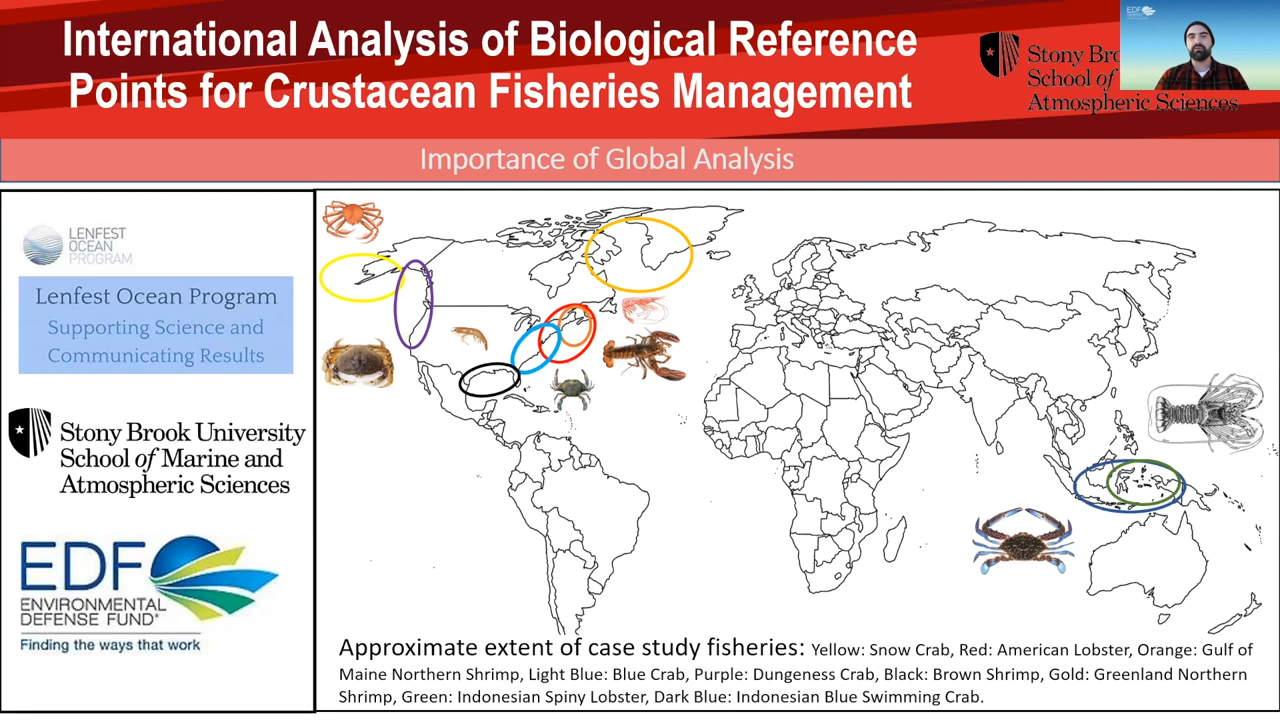 International Analysis of Biological Reference
Points for Crustacean Fisheries Management
Stony
School of
Atmospheric Sciences
EDF
Importance of Global Analysis
LENFEST
OCEAN
PROGRAM
Lenfest Ocean Program
Supporting Science and
Communicating Results
Stony Brook University
School of Marine and
Atmospheric Sciences
EDF
ENVIRONMENTAL
DEFENSE FUND®
Finding the ways that work
Approximate extent of case study fisheries: Yellow: Snow Crab, Red: American Lobster, Orange: Gulf of
Maine Northern Shrimp, Light Blue: Blue Crab, Purple: Dungeness Crab, Black: Brown Shrimp, Gold: Greenland Northern
Shrimp, Green: Indonesian Spiny Lobster, Dark Blue: Indonesian Blue Swimming Crab.